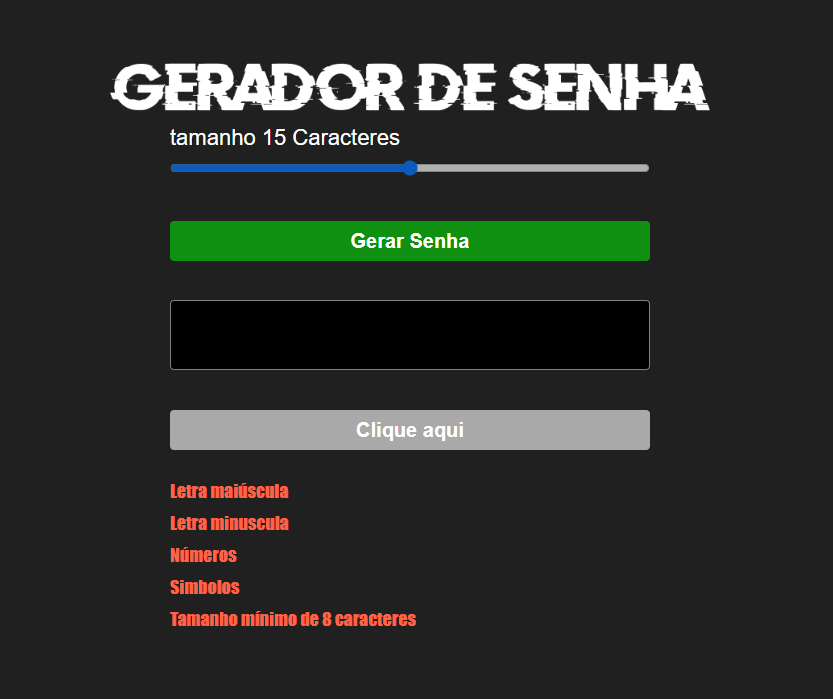 GERADOR DE SENHA
tamanho 15 Caracteres
Gerar Senha
Clique aqui
Letra maiúscula
Letra minuscula
Números
Simbolos
Tamanho mínimo de 8 caracteres